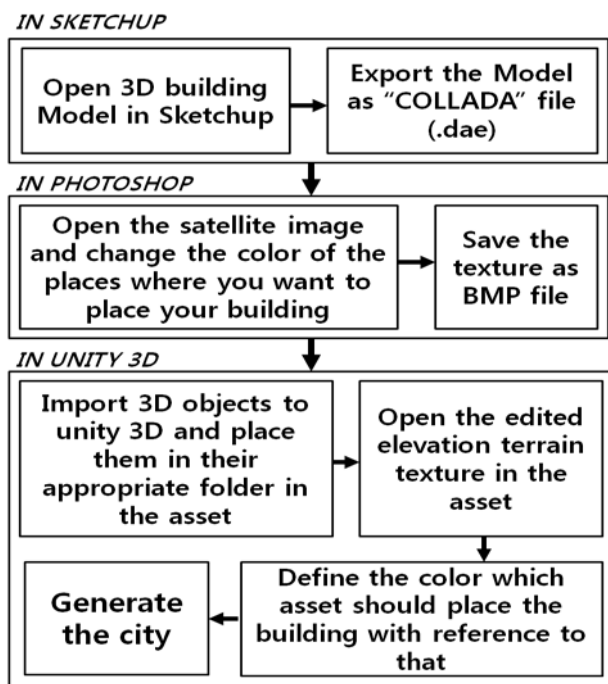 IN SKETCHUP
Open 3D building
Model in Sketchup
Export the Model
as “COLLADA” file
(.dae)
IN PHOTOSHOP
Open the satellite image
and change the color of the
places where you want to
place your building
Save the
texture as
BMP file
IN UNITY 3D
Import 3D objects to
unity 3D and place
them in their
appropriate folder in
the asset
Open the edited
elevation terrain
texture in the
asset
Define the color which
asset should place the
building with reference to
that
Generate
the city